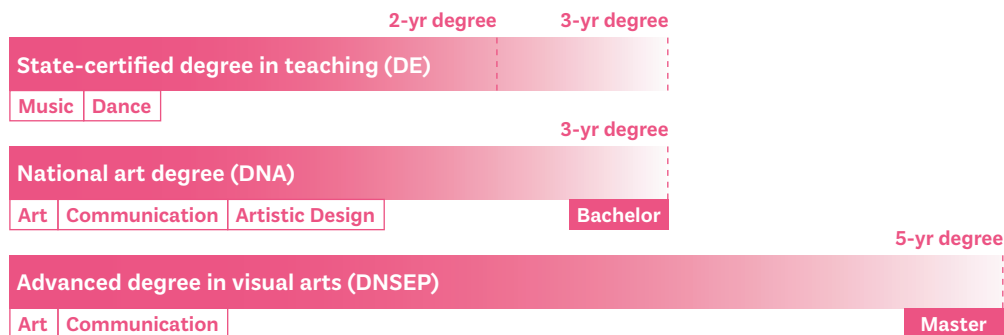 2-yr degree 3-yr degree
State-certified degree in teaching (DE)
Music Dance
3-yr degree
National art degree (DNA)
Art Communication Artistic Design Bachelor
5-yr degree
Advanced degree in visual arts (DNSEP)
Art Communication Master